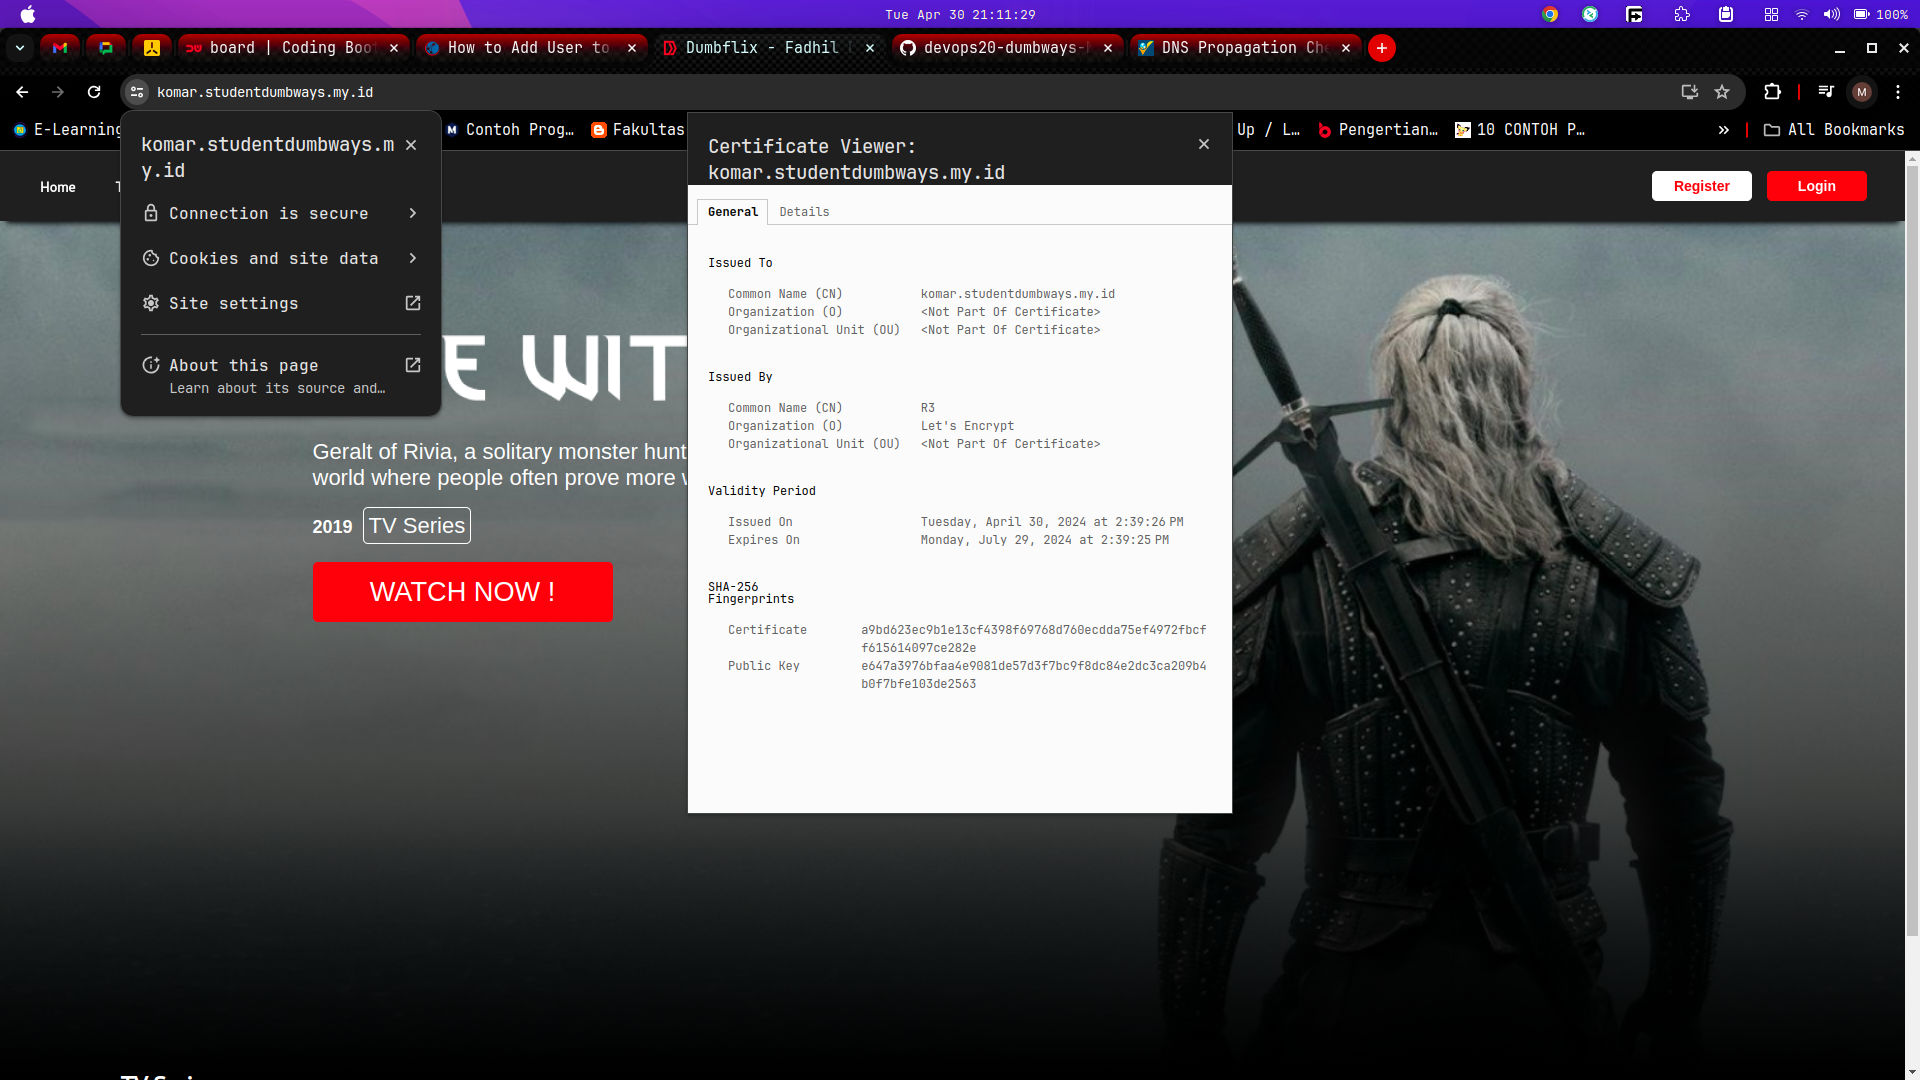 Tue Apr 30 21:11:29
100%
board | Coding Boot
How to Add User to
Dumbflix - Fadhil
devops20-dumbways-
DNS Propagation Che
komar.studentdumbways.my.id
M
E-Learning
Contoh Prog…
Fakultas
Up / L…
Pengertian…
10 CONTOH P…
All Bookmarks
komar.studentdumbways.m
y.id
Connection is secure
Cookies and site data
Site settings
About this page
Learn about its source and…
Home
Register
Login
E WIT
Geralt of Rivia, a solitary monster hunt
world where people often prove more w
2019
TV Series
WATCH NOW !
Certificate Viewer:
komar.studentdumbways.my.id
General
Details
Issued To
Common Name (CN) komar.studentdumbways.my.id
Organization (O) <Not Part Of Certificate>
Organizational Unit (OU) <Not Part Of Certificate>
Issued By
Common Name (CN) R3
Organization (O) Let's Encrypt
Organizational Unit (OU) <Not Part Of Certificate>
Validity Period
Issued On Tuesday, April 30, 2024 at 2:39:26 PM
Expires On Monday, July 29, 2024 at 2:39:25 PM
SHA-256
Fingerprints
Certificate a9bd623ec9b1e13cf4398f69768d760ecdda75ef4972fbcf
f615614097ce282e
Public Key e647a3976bfaa4e9081de57d3f7bc9f8dc84e2dc3ca209b4
b0f7bfe103de2563